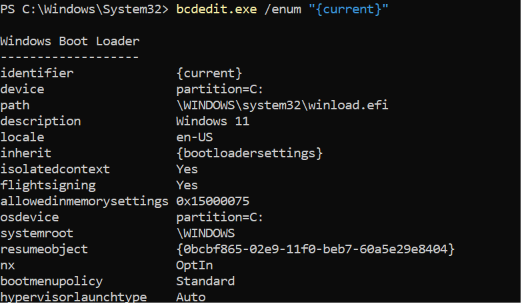 PS C:\Windows\System32> bcdedit.exe /enum "{current}"
Windows Boot Loader
-------------------
identifier              {current}
device                  partition=C:
path                    \WINDOWS\system32\winload.efi
description             Windows 11
locale                  en-US
inherit                 {bootloadersettings}
isolatedcontext         Yes
flightsigning           Yes
allowedinmemorysettings 0x15000075
osdevice                partition=C:
systemroot              \WINDOWS
resumeobject            {0bcbf865-02e9-11f0-beb7-60a5e29e8404}
nx                      OptIn
bootmenupolicy          Standard
hypervisorlaunchtype    Auto